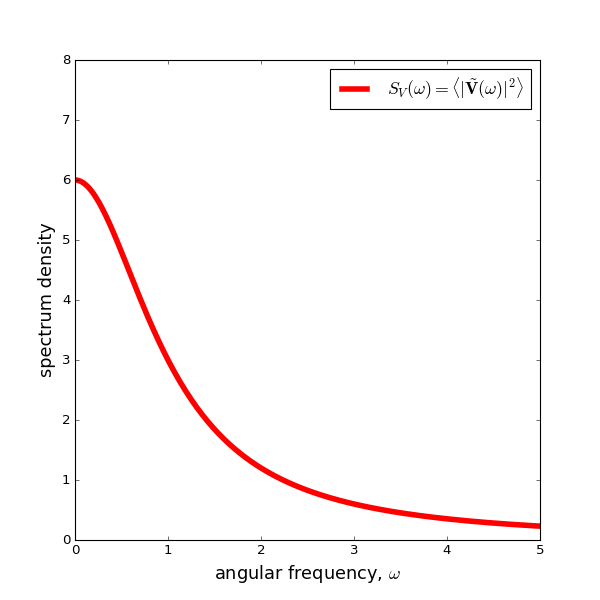 8
7
6
5
4
3
2
1
0
spectrum density
S_V(ω) = ⟨|Ṽ(ω)|²⟩
0 1 2 3 4 5
angular frequency, ω